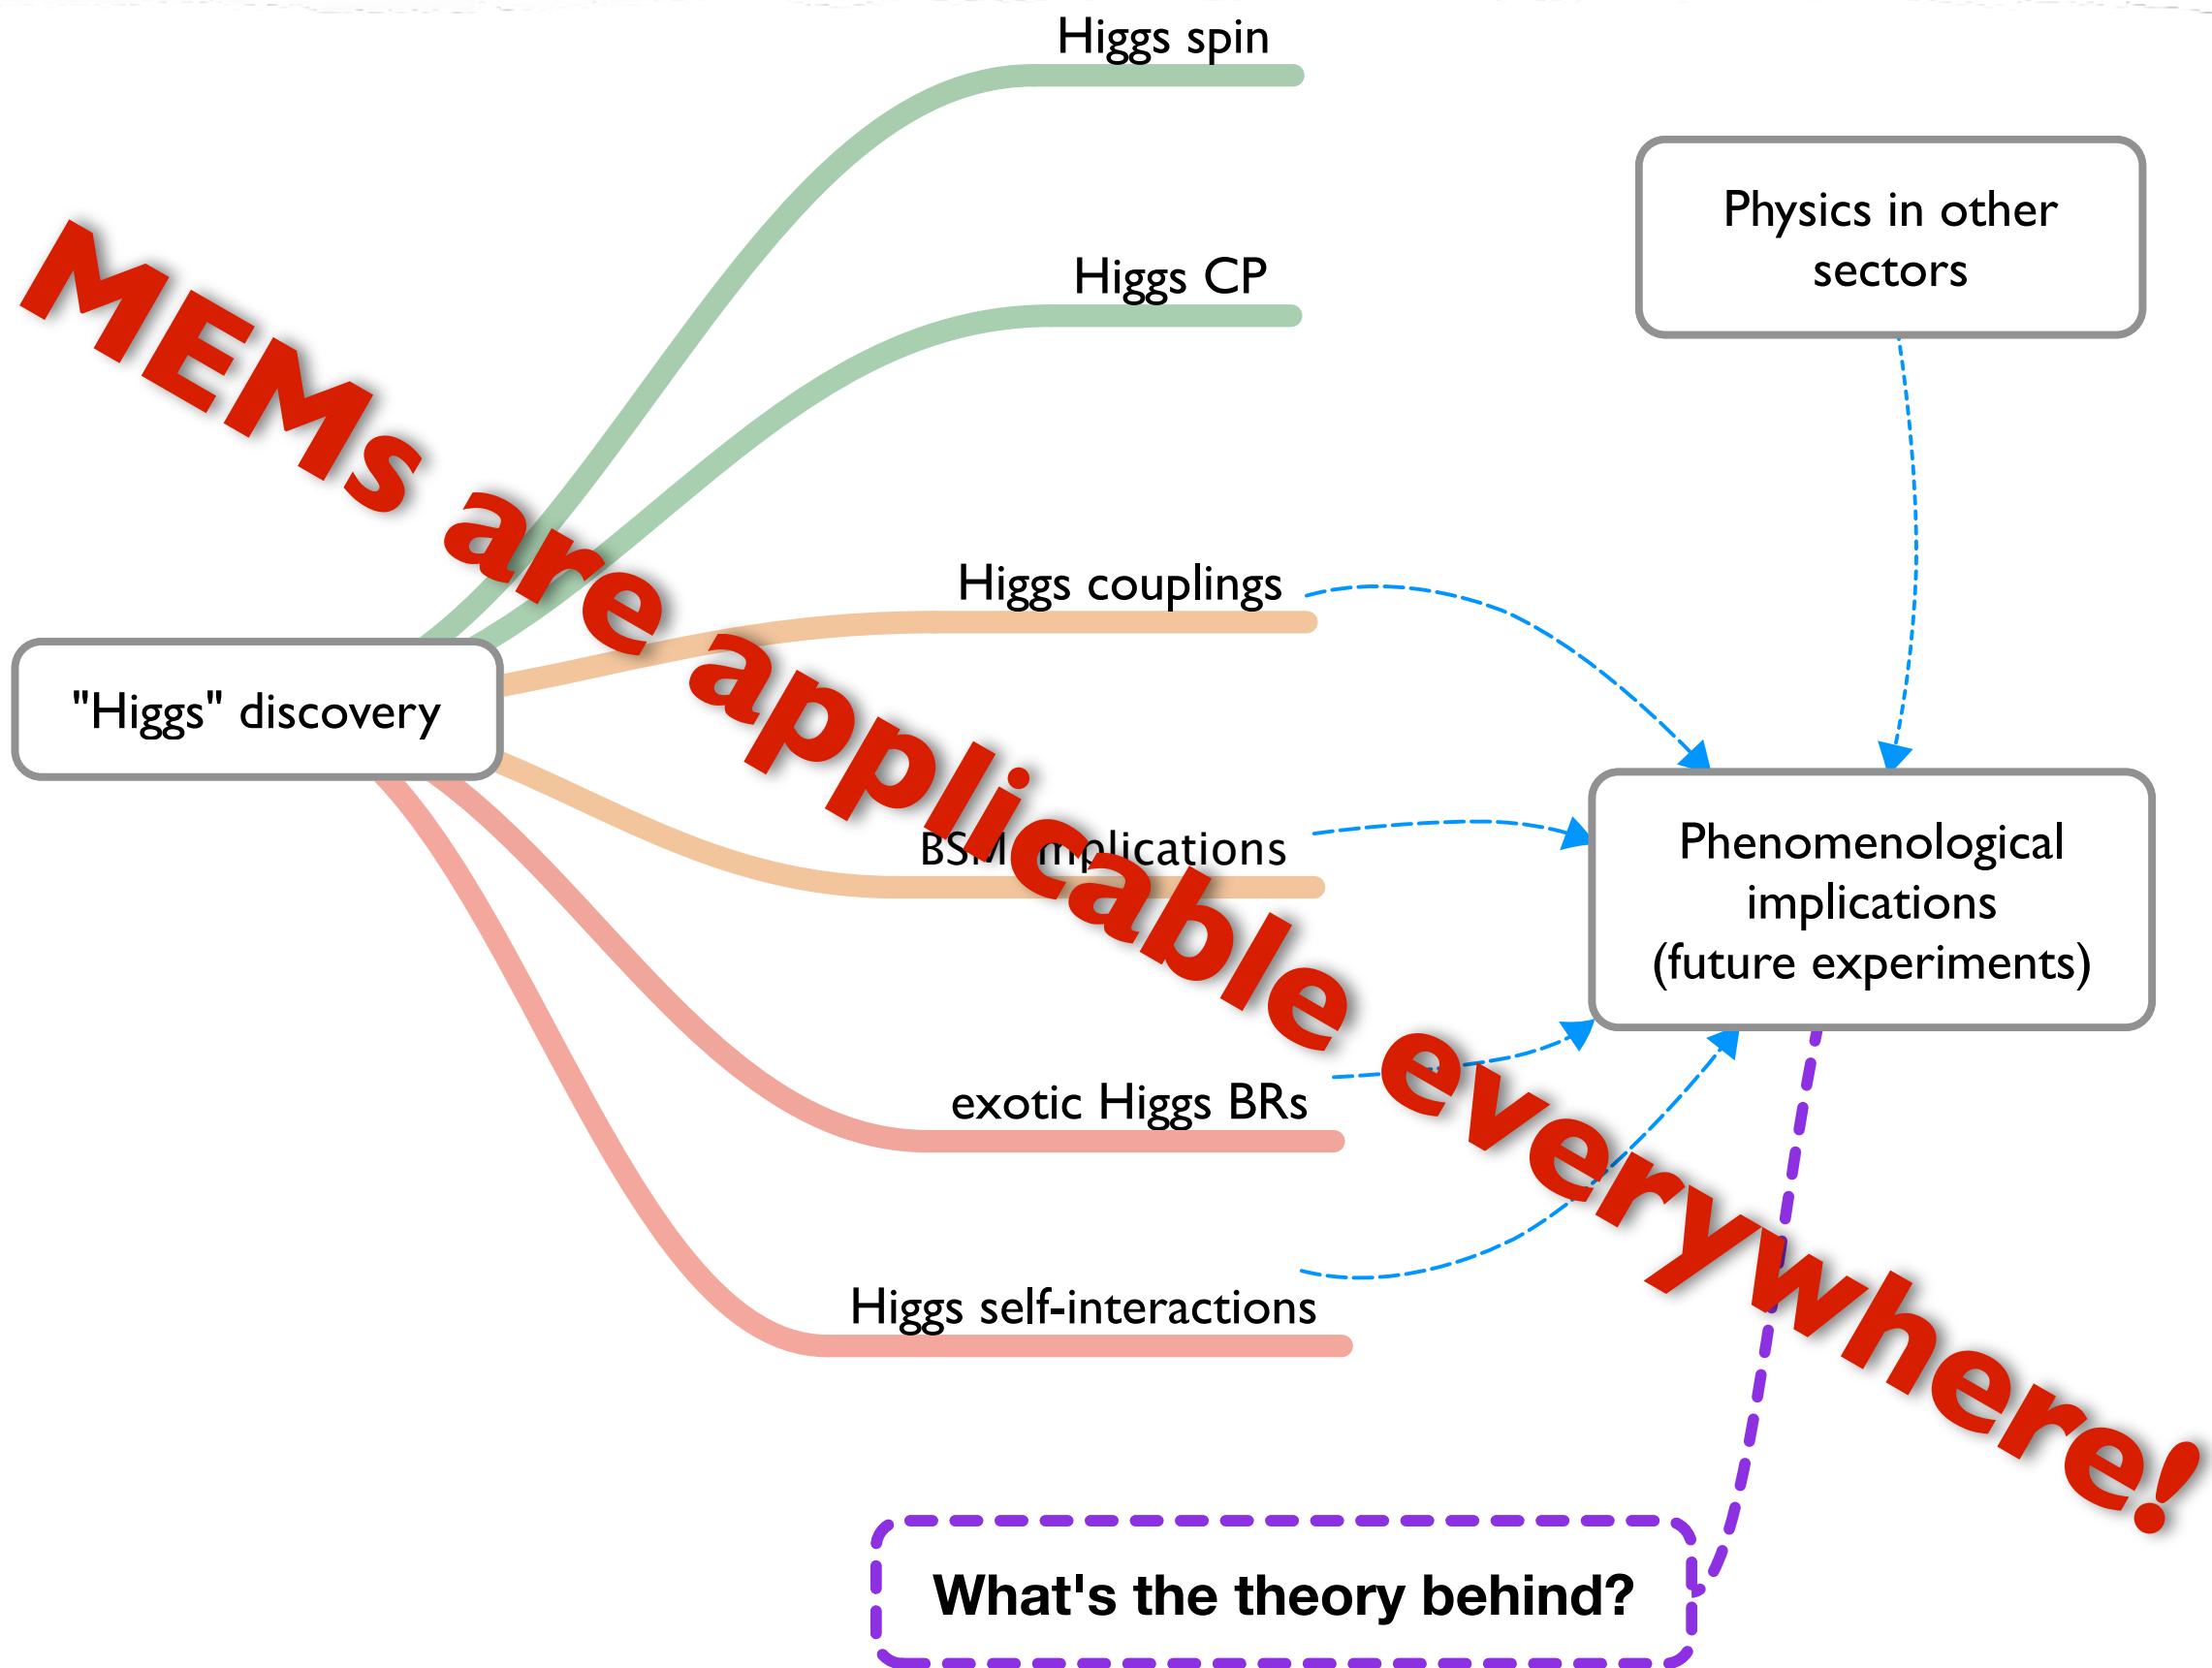 Higgs spin
Physics in other
sectors
Higgs CP
MEMs are applicable everywhere!
Higgs couplings
"Higgs" discovery
BSM implications
Phenomenological
implications
(future experiments)
exotic Higgs BRs
Higgs self-interactions
What's the theory behind?